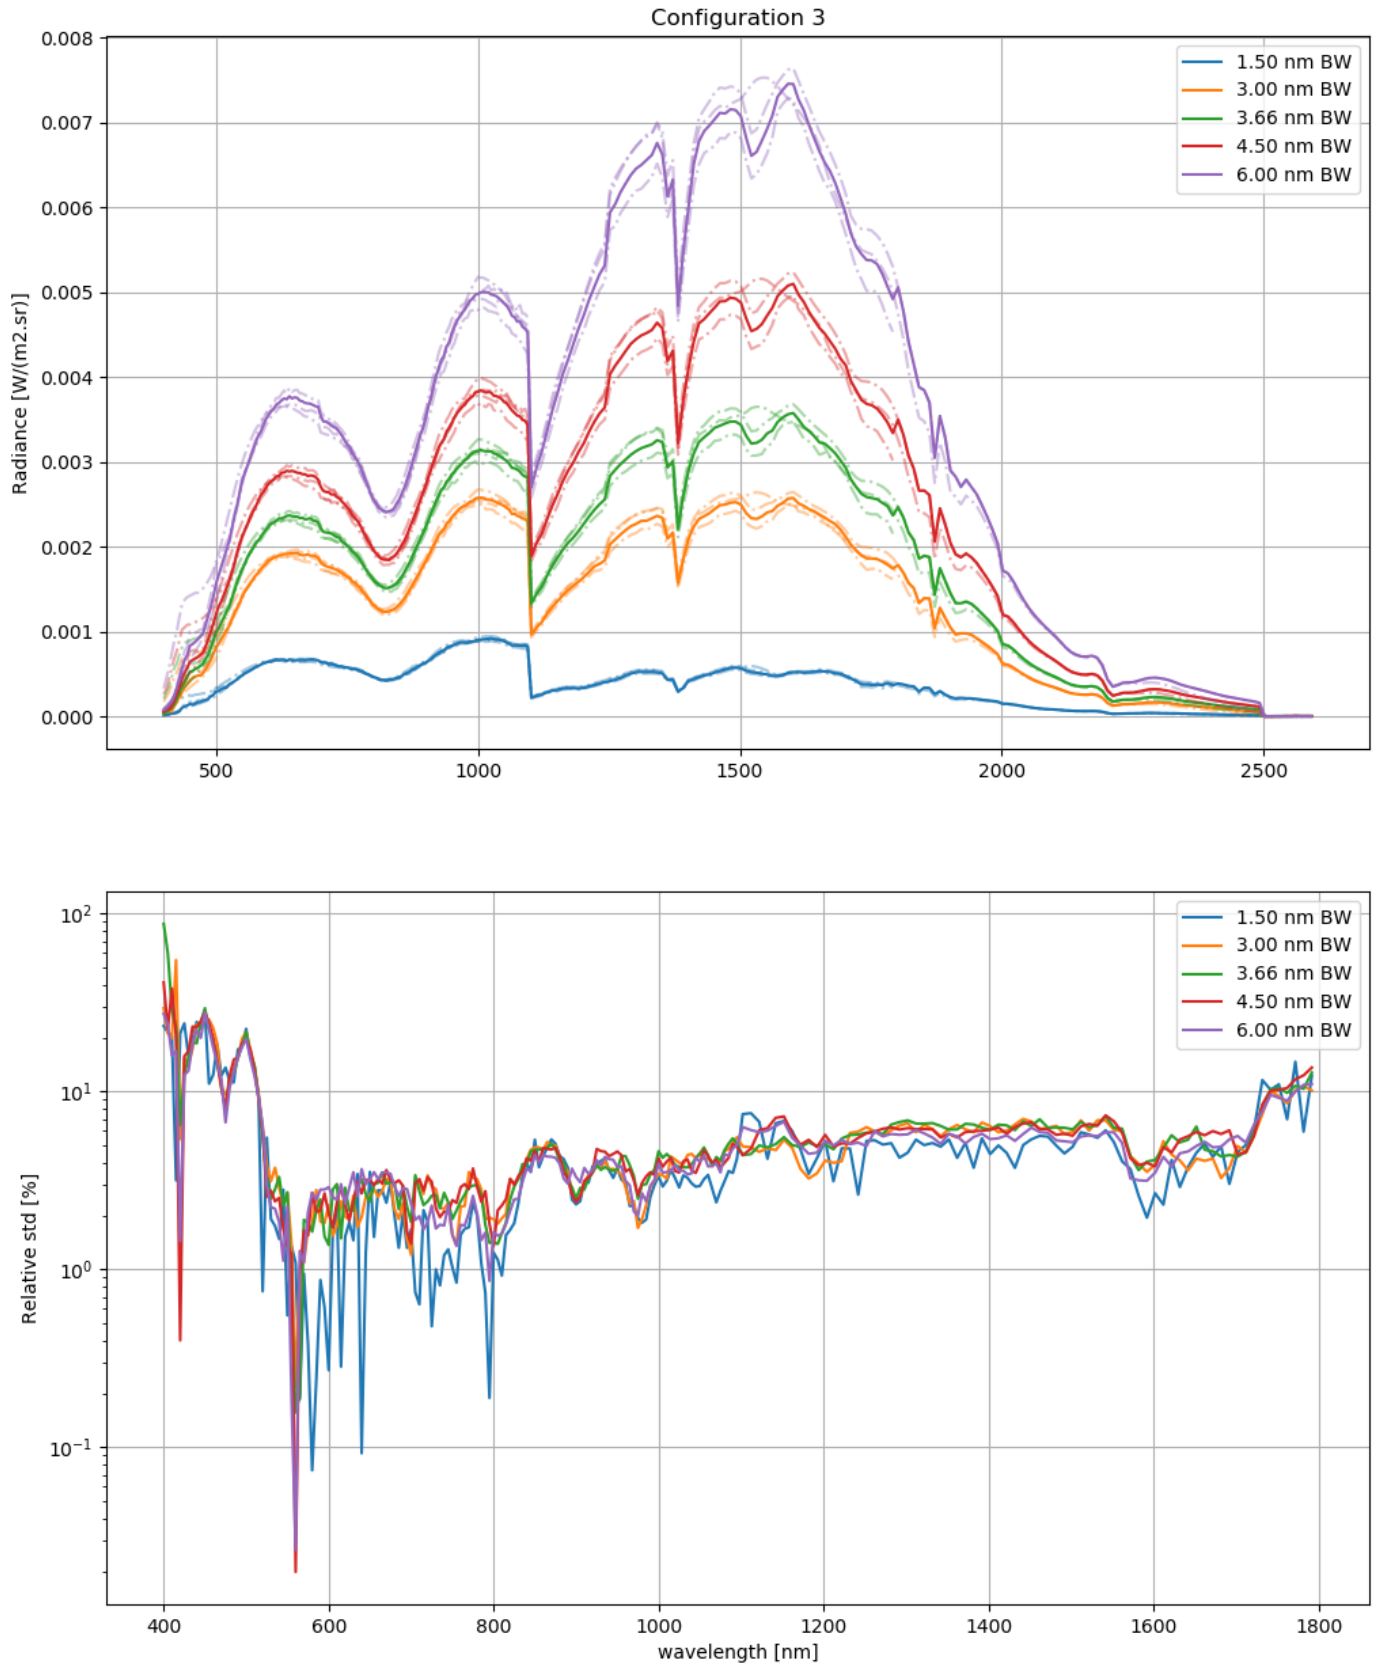 Configuration 3
Radiance [W/(m2.sr)]
0.008
0.007
0.006
0.005
0.004
0.003
0.002
0.001
0.000
1.50 nm BW
3.00 nm BW
3.66 nm BW
4.50 nm BW
6.00 nm BW
500 1000 1500 2000 2500
Relative std [%]
10²
10¹
10⁰
10⁻¹
1.50 nm BW
3.00 nm BW
3.66 nm BW
4.50 nm BW
6.00 nm BW
400 600 800 1000 1200 1400 1600 1800
wavelength [nm]